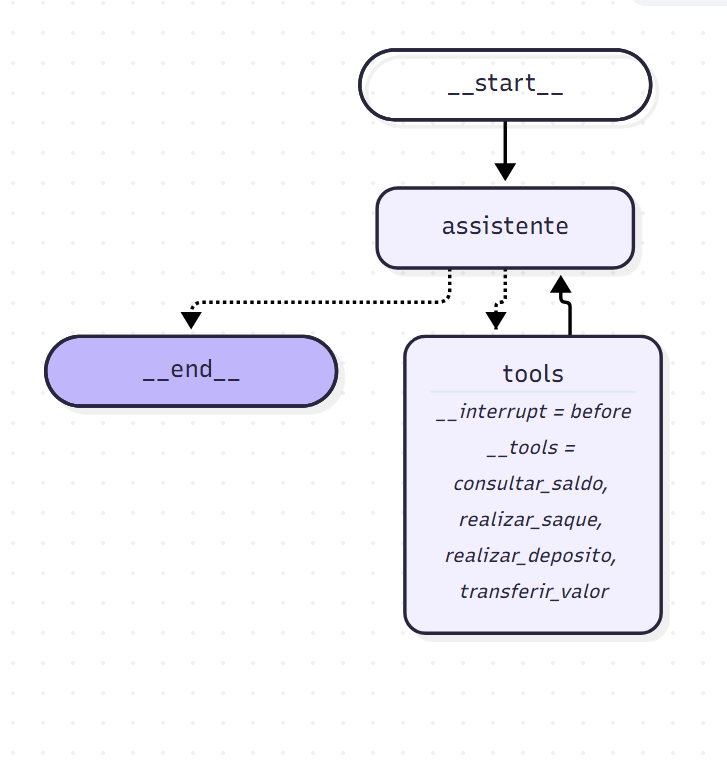 __start__
assistente
__end__
tools
__interrupt = before
__tools =
consultar_saldo,
realizar_saque,
realizar_deposito,
transferir_valor